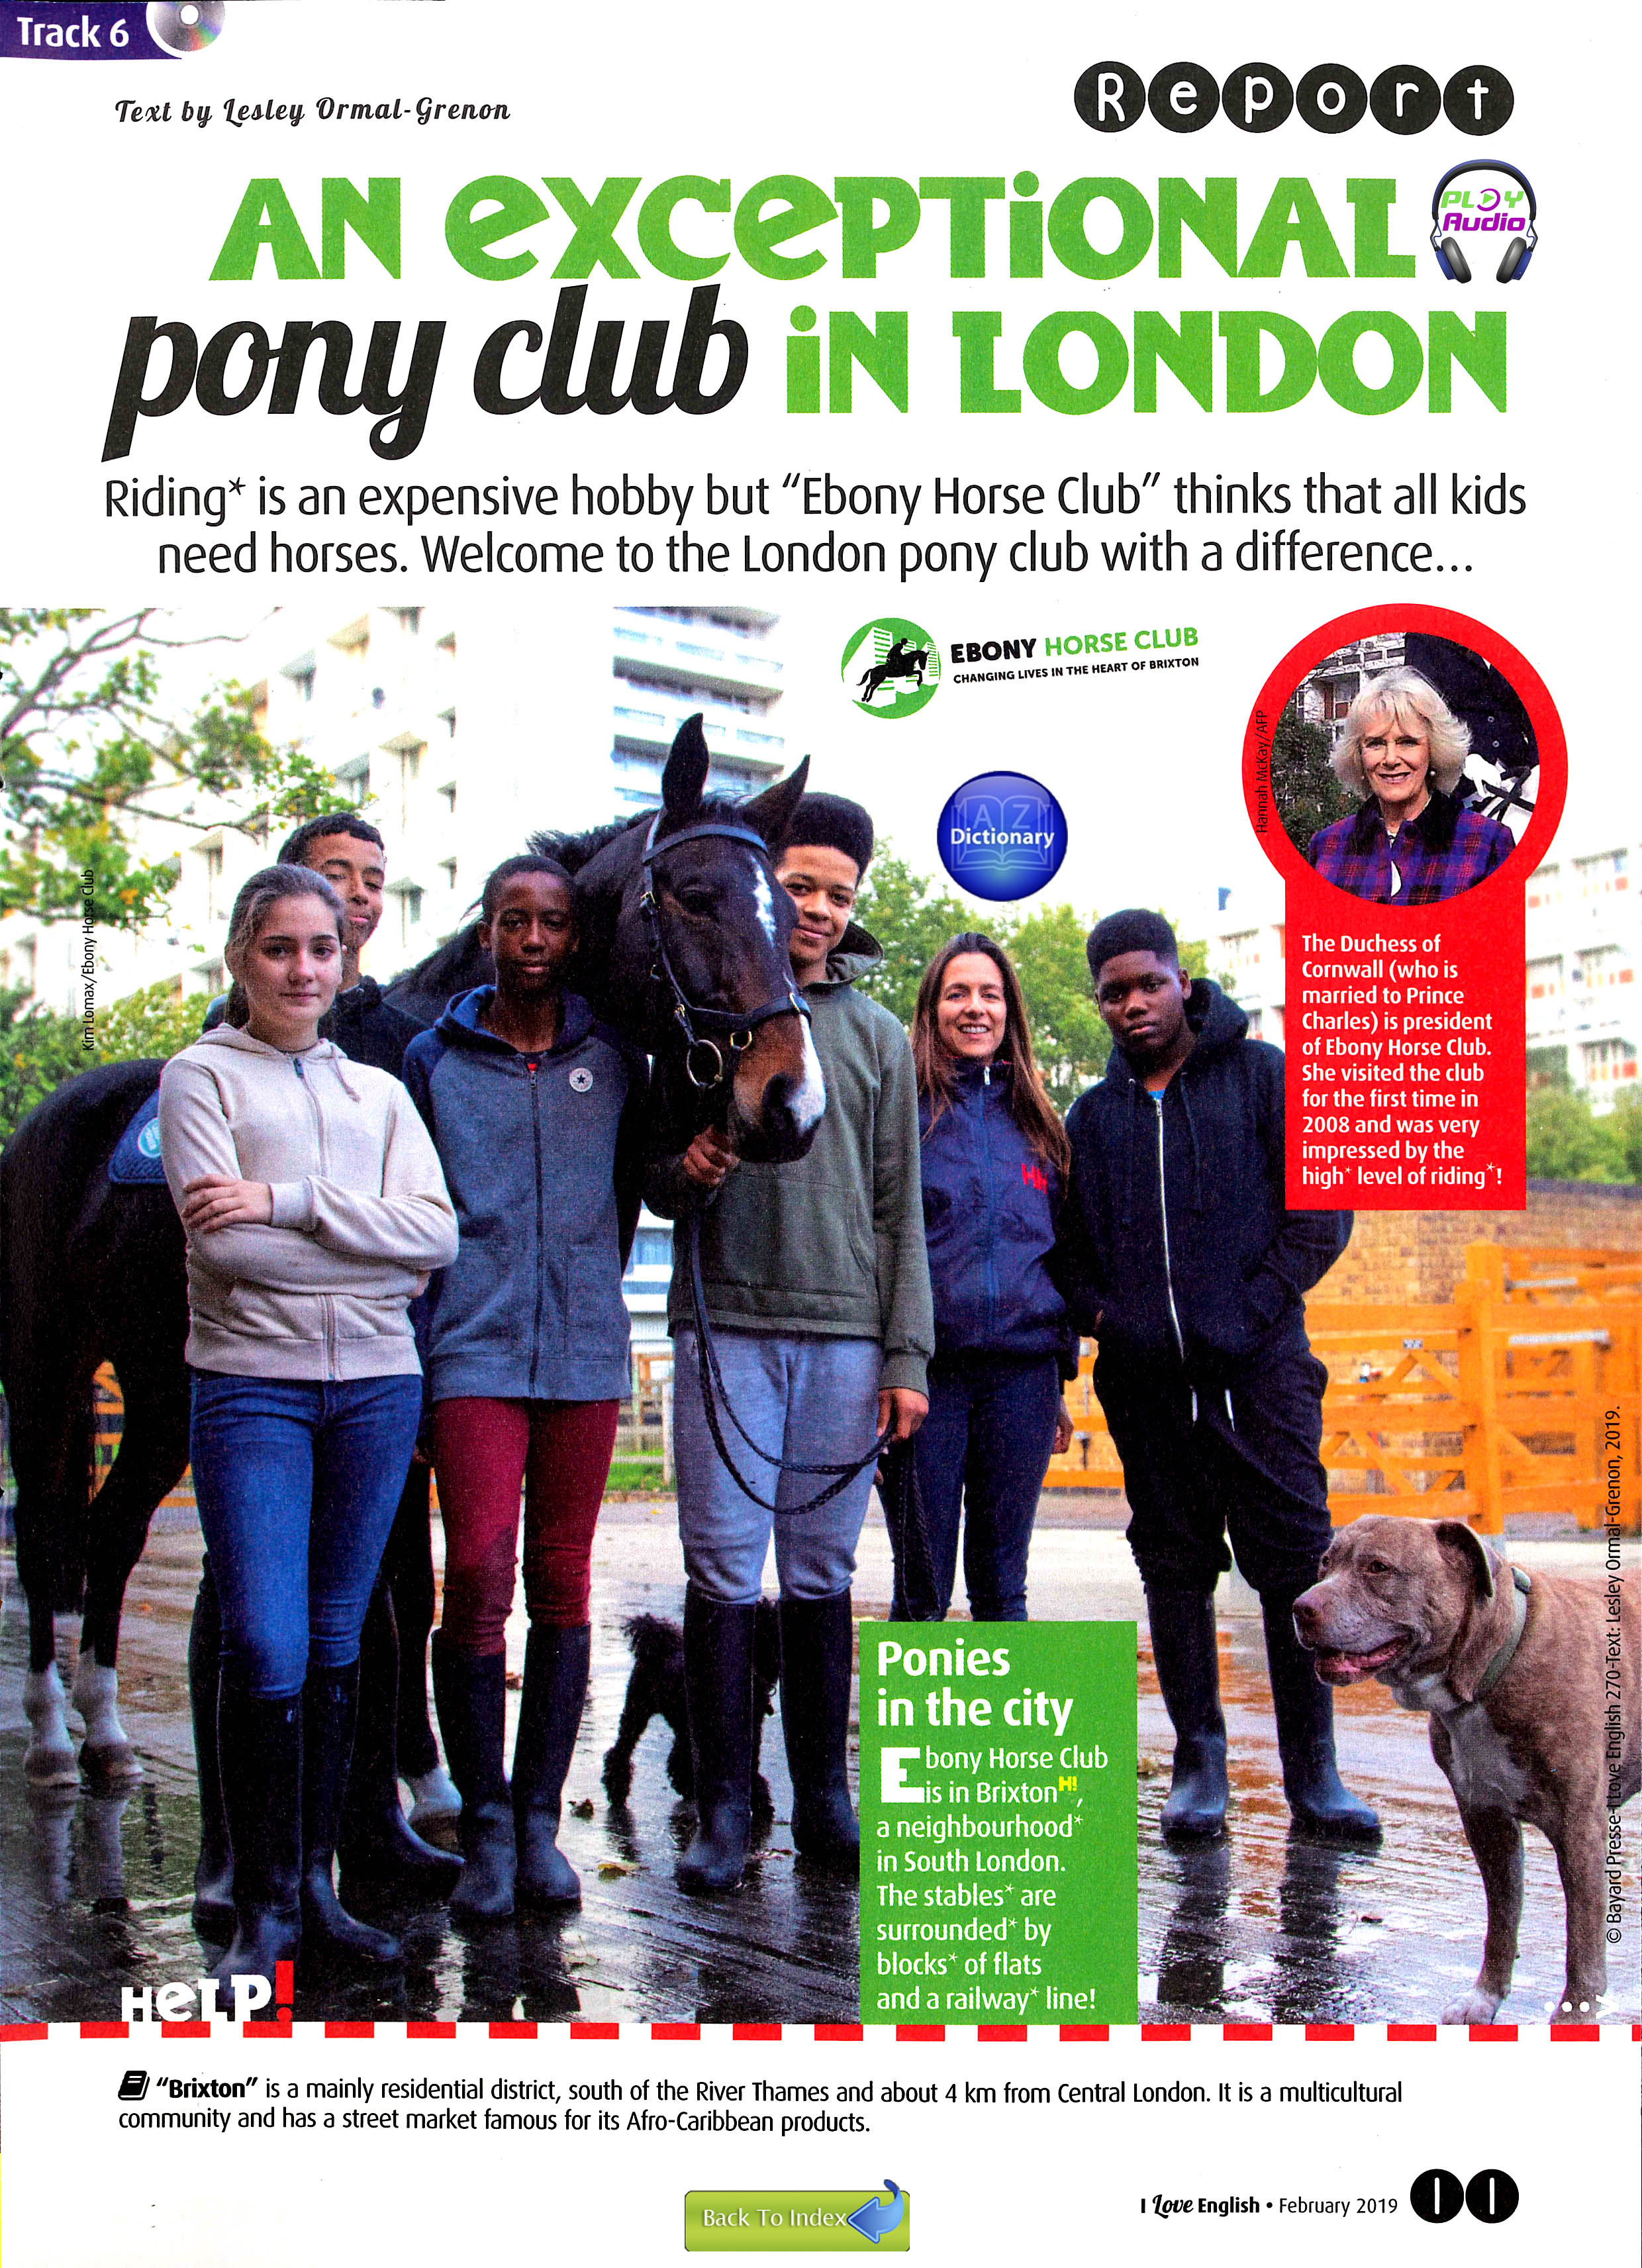 Track 6
Text by Lesley Ormal-Grenon
Report
AN exCePTiONAL
PLAY
Audio
pony club iN LONDON
Riding* is an expensive hobby but “Ebony Horse Club” thinks that all kids
need horses. Welcome to the London pony club with a difference...
EBONY HORSE CLUB
CHANGING LIVES IN THE HEART OF BRIXTON
Hannah McKay/AFP
A Z
Dictionary
Kim Lomax/Ebony Horse Club
The Duchess of
Cornwall (who is
married to Prince
Charles) is president
of Ebony Horse Club.
She visited the club
for the first time in
2008 and was very
impressed by the
high* level of riding*!
HH
Ponies
in the city
Ebony Horse Club
is in BrixtonH!,
a neighbourhood*
in South London.
The stables* are
surrounded* by
blocks* of flats
and a railway* line!
© Bayard Presse-I Love English 270-Text: Lesley Ormal-Grenon, 2019.
HeLP!
...>
“Brixton” is a mainly residential district, south of the River Thames and about 4 km from Central London. It is a multicultural
community and has a street market famous for its Afro-Caribbean products.
Back To Index
I Love English • February 2019 11